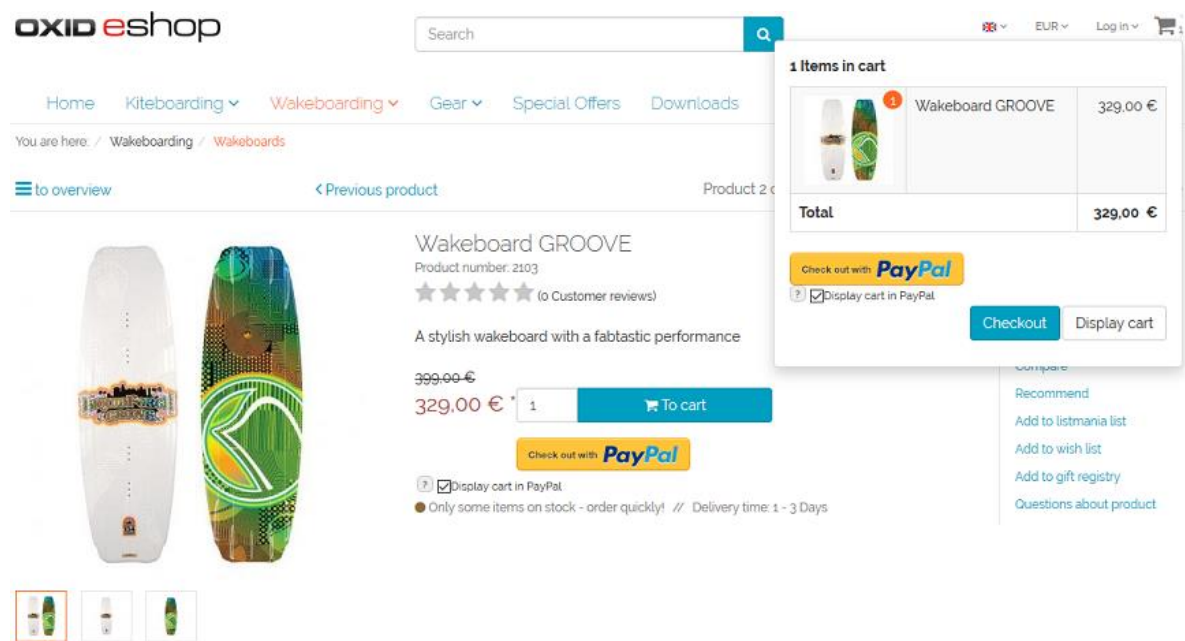 OXID eshop
Search
EUR
Log in
1
1 Items in cart
1
Wakeboard GROOVE
329,00 €
Total
329,00 €
Check out with PayPal
? Display cart in PayPal
Checkout
Display cart
Home
Kiteboarding
Wakeboarding
Gear
Special Offers
Downloads
You are here: / Wakeboarding / Wakeboards
to overview
Previous product
Product 2
Wakeboard GROOVE
Product number: 2103
(0 Customer reviews)
A stylish wakeboard with a fabtastic performance
399,00 €
329,00 € *
1
To cart
Check out with PayPal
? Display cart in PayPal
Only some items on stock - order quickly! // Delivery time: 1 - 3 Days
Compare
Recommend
Add to listmania list
Add to wish list
Add to gift registry
Questions about product